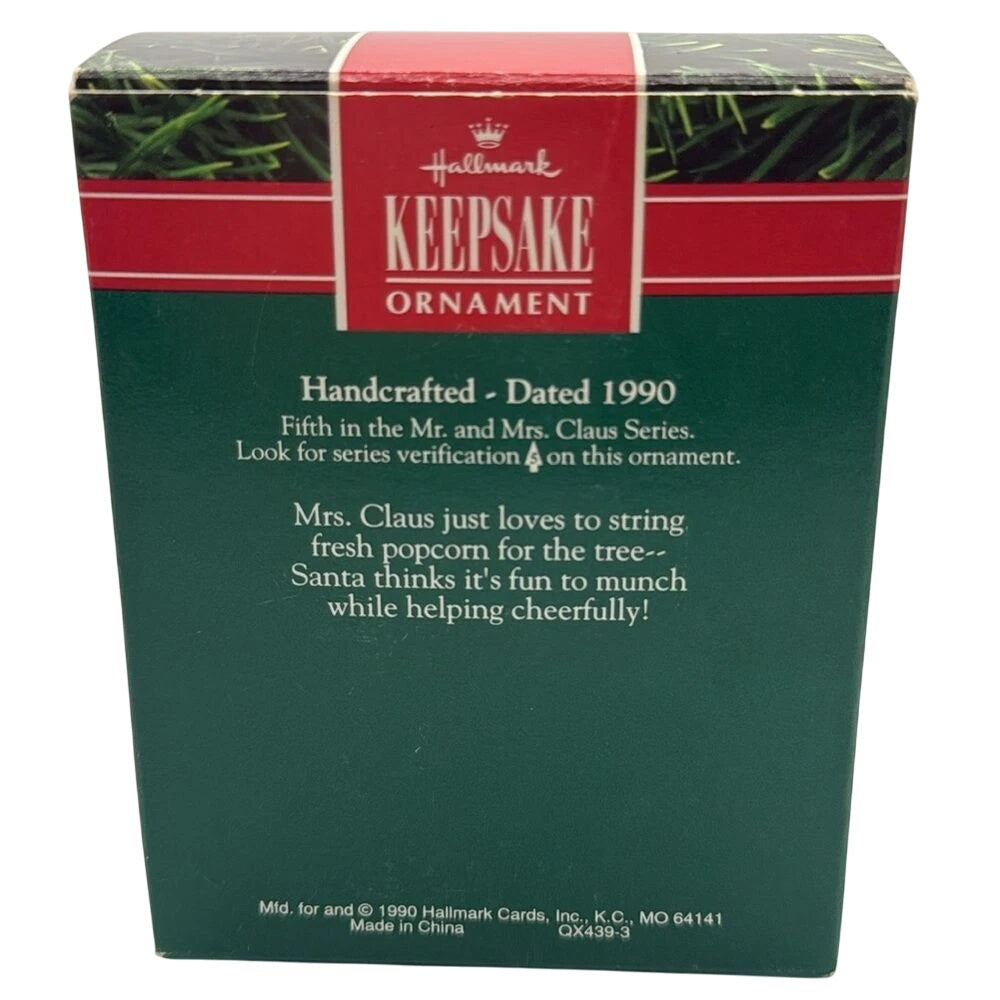 Hallmark
KEEPSAKE
ORNAMENT
Handcrafted - Dated 1990
Fifth in the Mr. and Mrs. Claus Series.
Look for series verification 5 on this ornament.
Mrs. Claus just loves to string
fresh popcorn for the tree--
Santa thinks it's fun to munch
while helping cheerfully!
Mfd. for and © 1990 Hallmark Cards, Inc., K.C., MO 64141
Made in China QX439-3